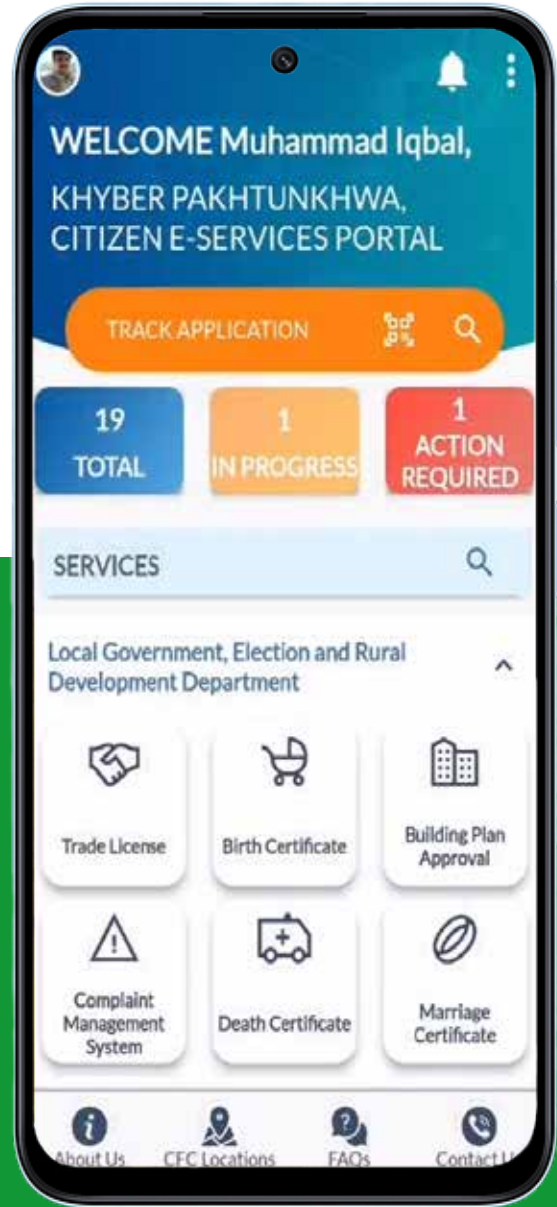 WELCOME Muhammad Iqbal,
KHYBER PAKHTUNKHWA,
CITIZEN E-SERVICES PORTAL
TRACK APPLICATION
19
TOTAL
1
IN PROGRESS
1
ACTION
REQUIRED
SERVICES
Local Government, Election and Rural
Development Department
Trade License
Birth Certificate
Building Plan
Approval
Complaint
Management
System
Death Certificate
Marriage
Certificate
About Us
CFC Locations
FAQs
Contact U